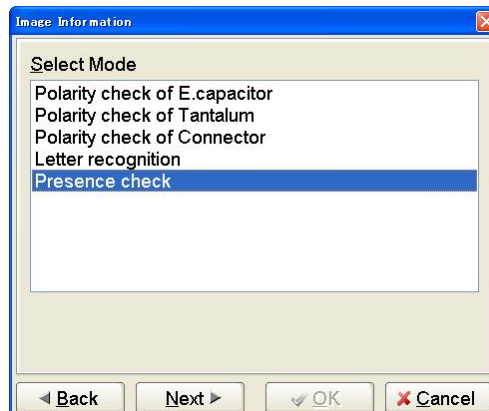 Image Information
Select Mode
Polarity check of E.capacitor
Polarity check of Tantalum
Polarity check of Connector
Letter recognition
Presence check
Back Next OK Cancel